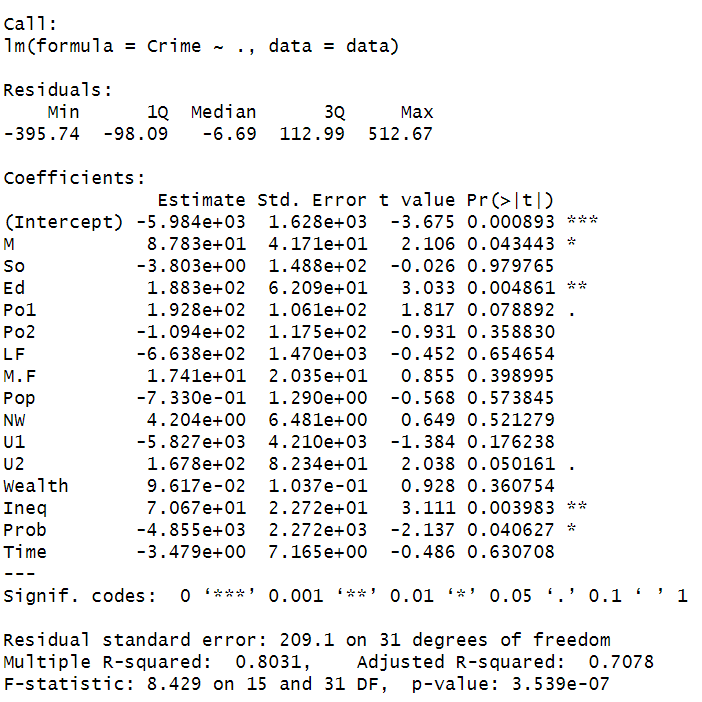 Call:
lm(formula = Crime ~ ., data = data)
Residuals:
    Min      1Q  Median      3Q     Max
-395.74  -98.09   -6.69  112.99  512.67
Coefficients:
              Estimate Std. Error t value Pr(>|t|)
(Intercept) -5.984e+03  1.628e+03  -3.675 0.000893 ***
M            8.783e+01  4.171e+01   2.106 0.043443 *
So          -3.803e+00  1.488e+02  -0.026 0.979765
Ed           1.883e+02  6.209e+01   3.033 0.004861 **
Po1          1.928e+02  1.061e+02   1.817 0.078892 .
Po2         -1.094e+02  1.175e+02  -0.931 0.358830
LF          -6.638e+02  1.470e+03  -0.452 0.654654
M.F          1.741e+01  2.035e+01   0.855 0.398995
Pop         -7.330e-01  1.290e+00  -0.568 0.573845
NW           4.204e+00  6.481e+00   0.649 0.521279
U1          -5.827e+03  4.210e+03  -1.384 0.176238
U2           1.678e+02  8.234e+01   2.038 0.050161 .
Wealth       9.617e-02  1.037e-01   0.928 0.360754
Ineq         7.067e+01  2.272e+01   3.111 0.003983 **
Prob        -4.855e+03  2.272e+03  -2.137 0.040627 *
Time        -3.479e+00  7.165e+00  -0.486 0.630708
---
Signif. codes:  0 ‘***’ 0.001 ‘**’ 0.01 ‘*’ 0.05 ‘.’ 0.1 ‘ ’ 1
Residual standard error: 209.1 on 31 degrees of freedom
Multiple R-squared:  0.8031,    Adjusted R-squared:  0.7078
F-statistic: 8.429 on 15 and 31 DF,  p-value: 3.539e-07